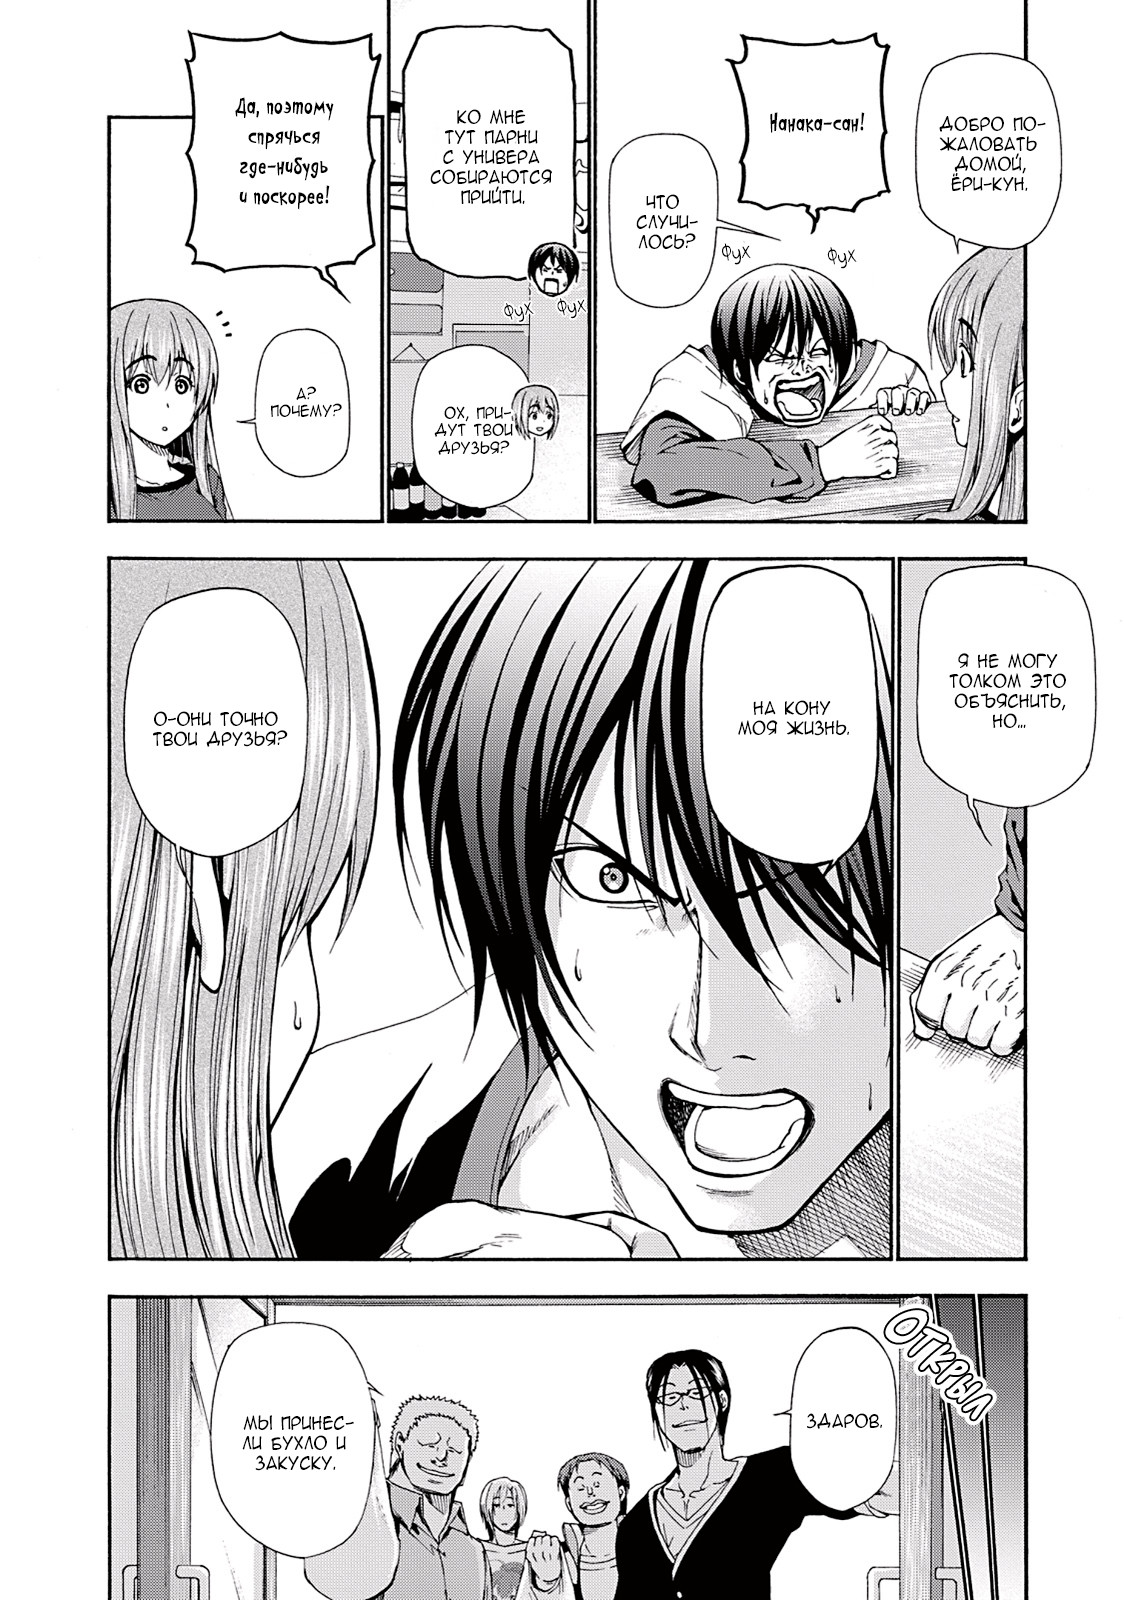 ДОБРО ПО-
ЖАЛОВАТЬ
ДОМОЙ,
ЁРИ-КУН.
Нанака-сан!
ФУХ
ФУХ
ЧТО
СЛУЧИ-
ЛОСЬ?
КО МНЕ
ТУТ ПАРНИ
С УНИВЕРА
СОБИРАЮТСЯ
ПРИЙТИ.
ФУХ
ФУХ
ОХ, ПРИ-
ДУТ ТВОИ
ДРУЗЬЯ?
Да, поэтому
спрячься
где-нибудь
и поскорее!
А?
ПОЧЕМУ?
Я НЕ МОГУ
ТОЛКОМ ЭТО
ОБЪЯСНИТЬ,
НО...
НА КОНУ
МОЯ ЖИЗНЬ.
О-ОНИ ТОЧНО
ТВОИ ДРУЗЬЯ?
ОТКРЫЛ
ЗДАРОВ.
МЫ ПРИНЕС-
ЛИ БУХЛО И
ЗАКУСКУ.